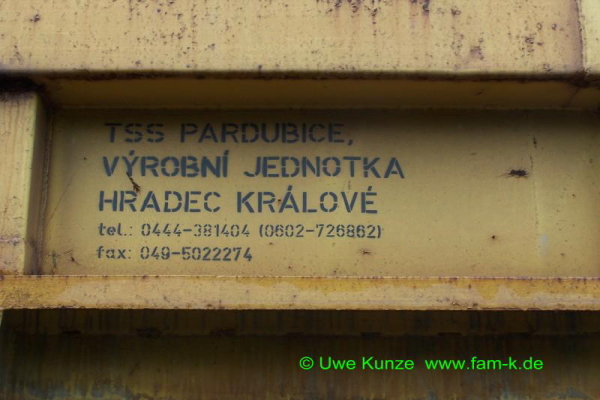 TSS PARDUBICE,
VÝROBNÍ JEDNOTKA
HRADEC KRÁLOVÉ
tel.: 0444-381404 (0602-726862)
fax: 049-5022274
© Uwe Kunze www.fam-k.de